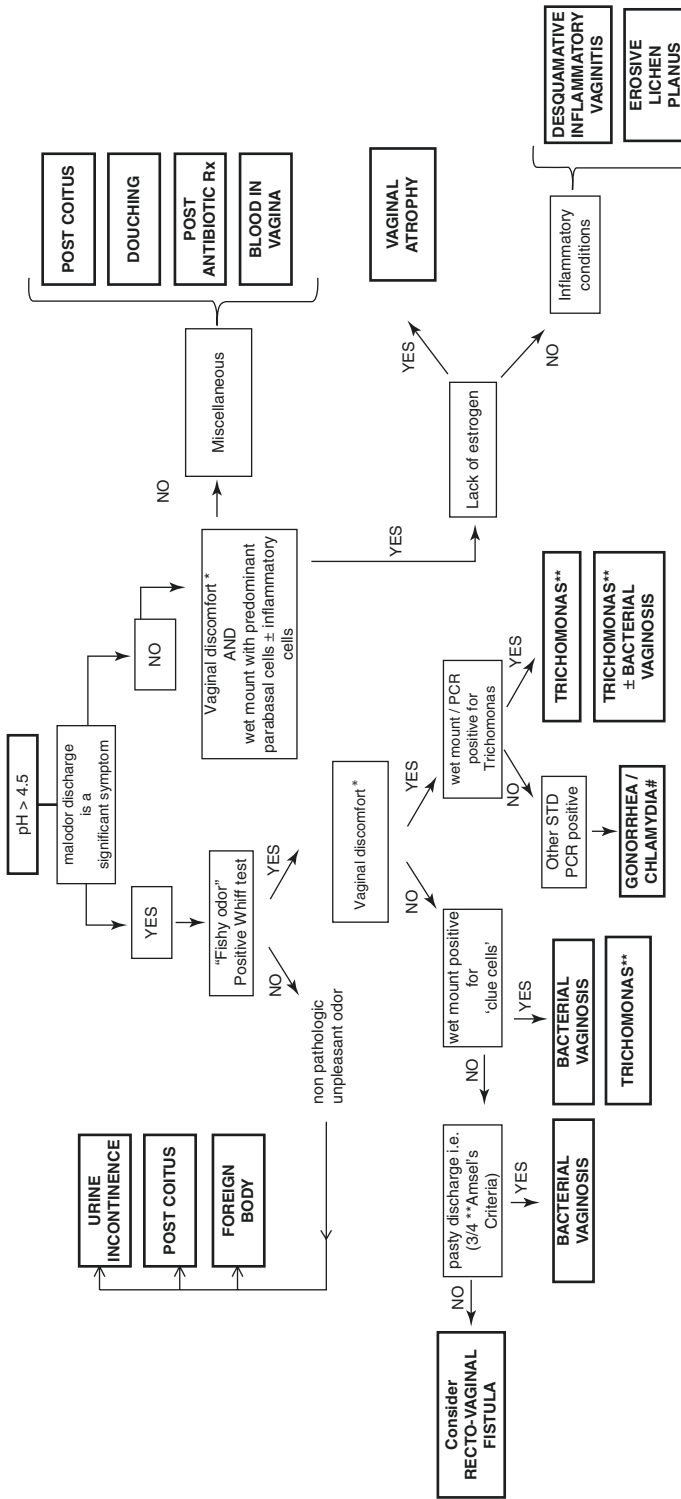 pH > 4.5
malodor discharge
is a
significant symptom
YES
NO
"Fishy odor"
Positive Whiff test
NO
YES
non pathologic
unpleasant odor
URINE
INCONTINENCE
POST COITUS
FOREIGN
BODY
Vaginal discomfort *
AND
wet mount with predominant
parabasal cells ± inflammatory
cells
NO
Miscellaneous
POST COITUS
DOUCHING
POST
ANTIBIOTIC Rx
BLOOD IN
VAGINA
YES
Lack of estrogen
YES
VAGINAL
ATROPHY
NO
Inflammatory
conditions
DESQUAMATIVE
INFLAMMATORY
VAGINITIS
EROSIVE
LICHEN
PLANUS
Vaginal discomfort *
NO
YES
wet mount positive
for
'clue cells'
NO
YES
BACTERIAL
VAGINOSIS
TRICHOMONAS**
pasty discharge i.e.
(3/4 **Amsel's
Criteria)
NO
YES
BACTERIAL
VAGINOSIS
Consider
RECTO-VAGINAL
FISTULA
wet mount / PCR
positive for
Trichomonas
NO
YES
Other STD
PCR positive
GONORRHEA /
CHLAMYDIA#
TRICHOMONAS**
TRICHOMONAS**
± BACTERIAL
VAGINOSIS